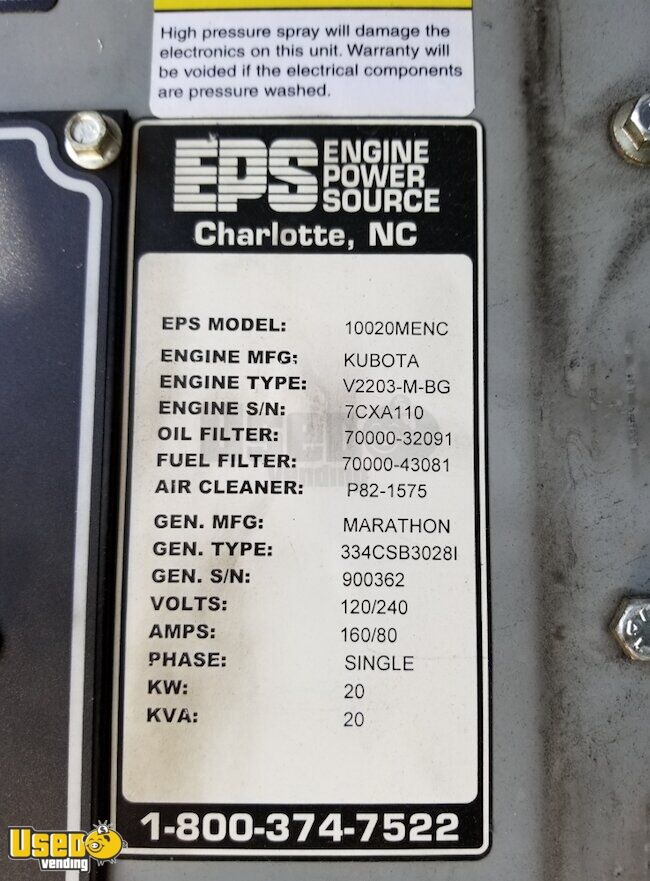 High pressure spray will damage the
electronics on this unit. Warranty will
be voided if the electrical components
are pressure washed.
EPS ENGINE
POWER
SOURCE
Charlotte, NC
EPS MODEL: 10020MENC
ENGINE MFG: KUBOTA
ENGINE TYPE: V2203-M-BG
ENGINE S/N: 7CXA110
OIL FILTER: 70000-32091
FUEL FILTER: 70000-43081
AIR CLEANER: P82-1575
GEN. MFG: MARATHON
GEN. TYPE: 334CSB3028I
GEN. S/N: 900362
VOLTS: 120/240
AMPS: 160/80
PHASE: SINGLE
KW: 20
KVA: 20
1-800-374-7522
USED
vending